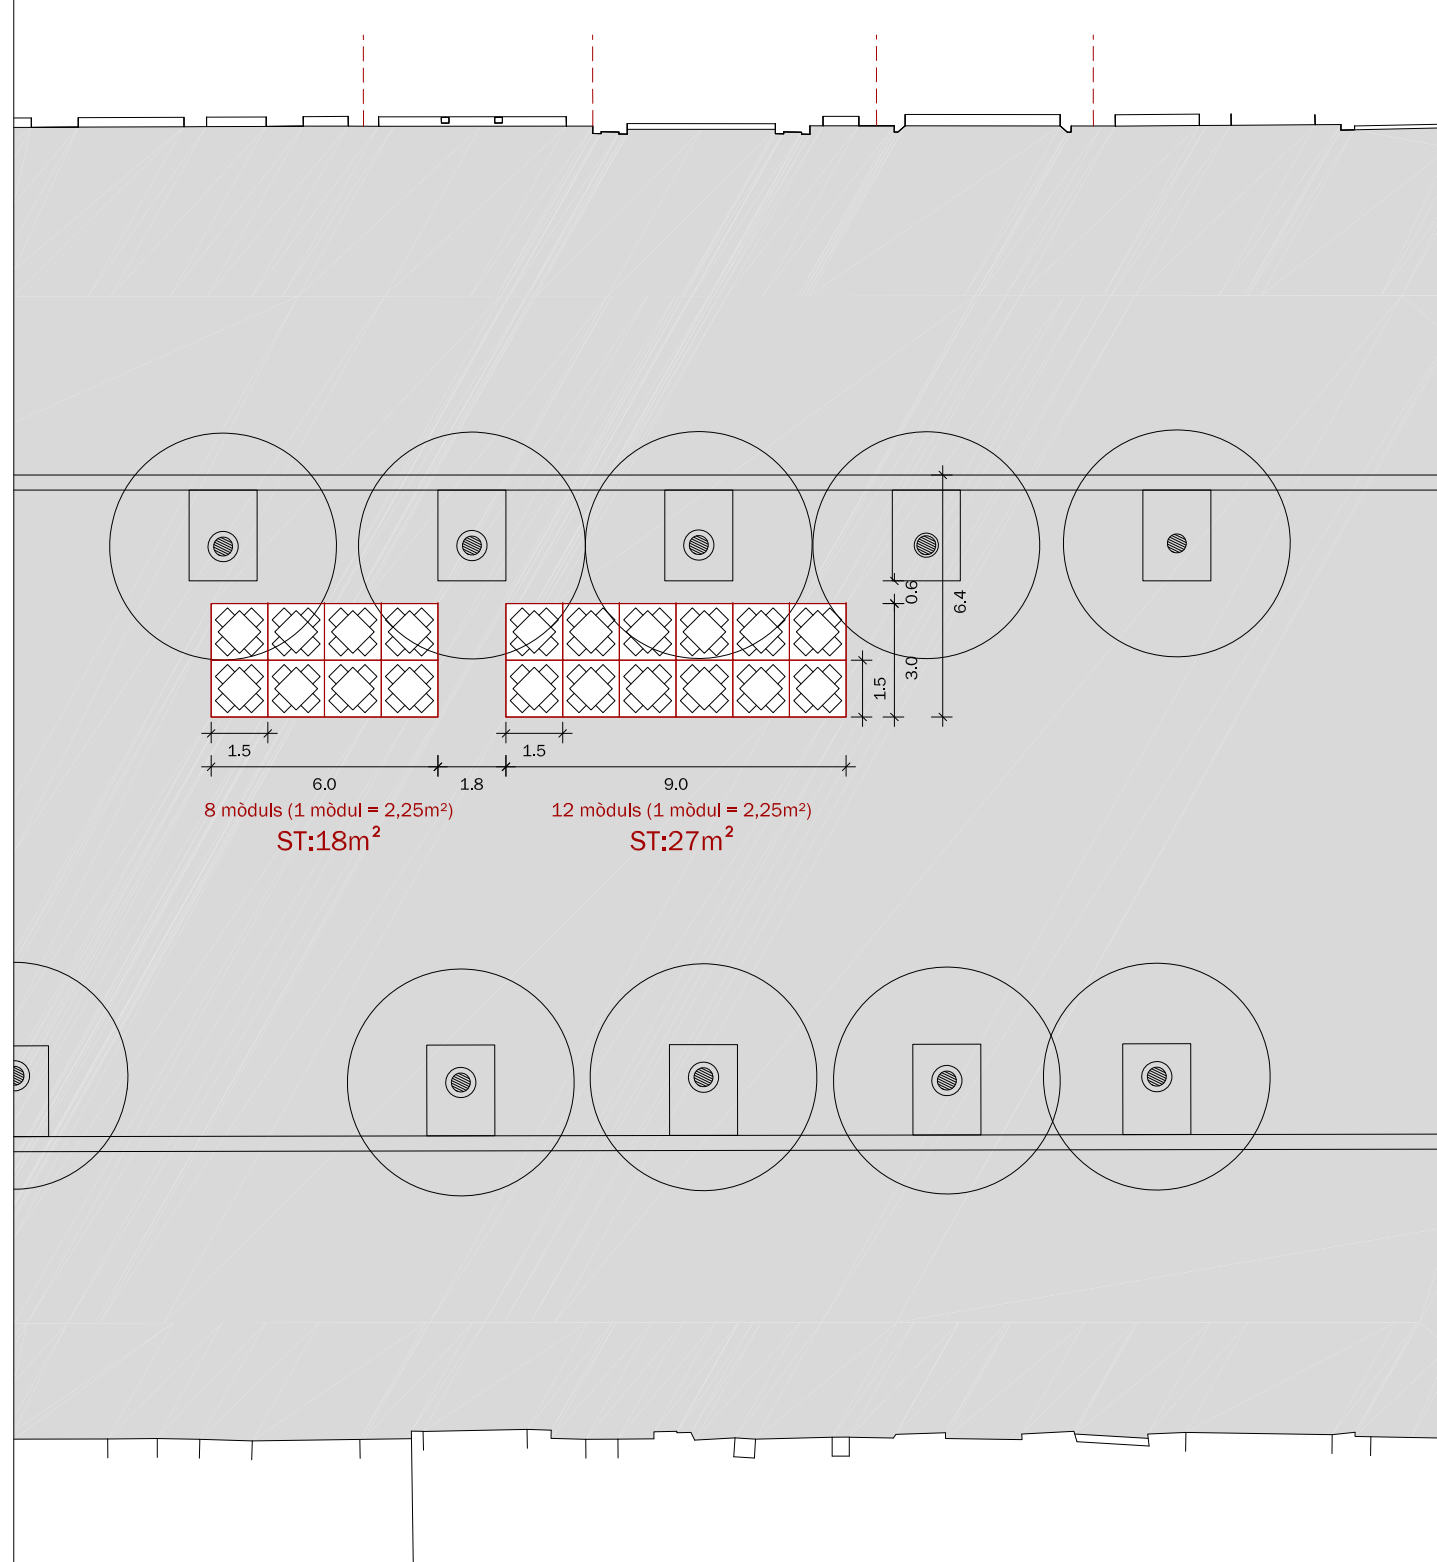 0.6
6.4
3.0
1.5
1.5
1.5
6.0
1.8
9.0
8 mòduls (1 mòdul = 2,25m²)
12 mòduls (1 mòdul = 2,25m²)
ST:18m²
ST:27m²